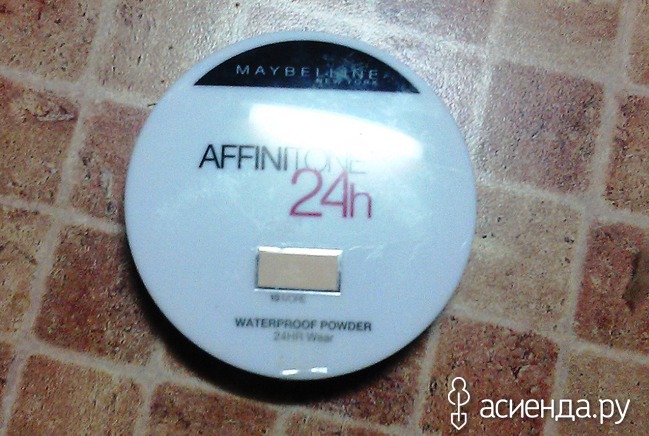 MAYBELLINE
NEW YORK
AFFINITONE
24h
WATERPROOF POWDER
24HR Wear
асиенда.ру